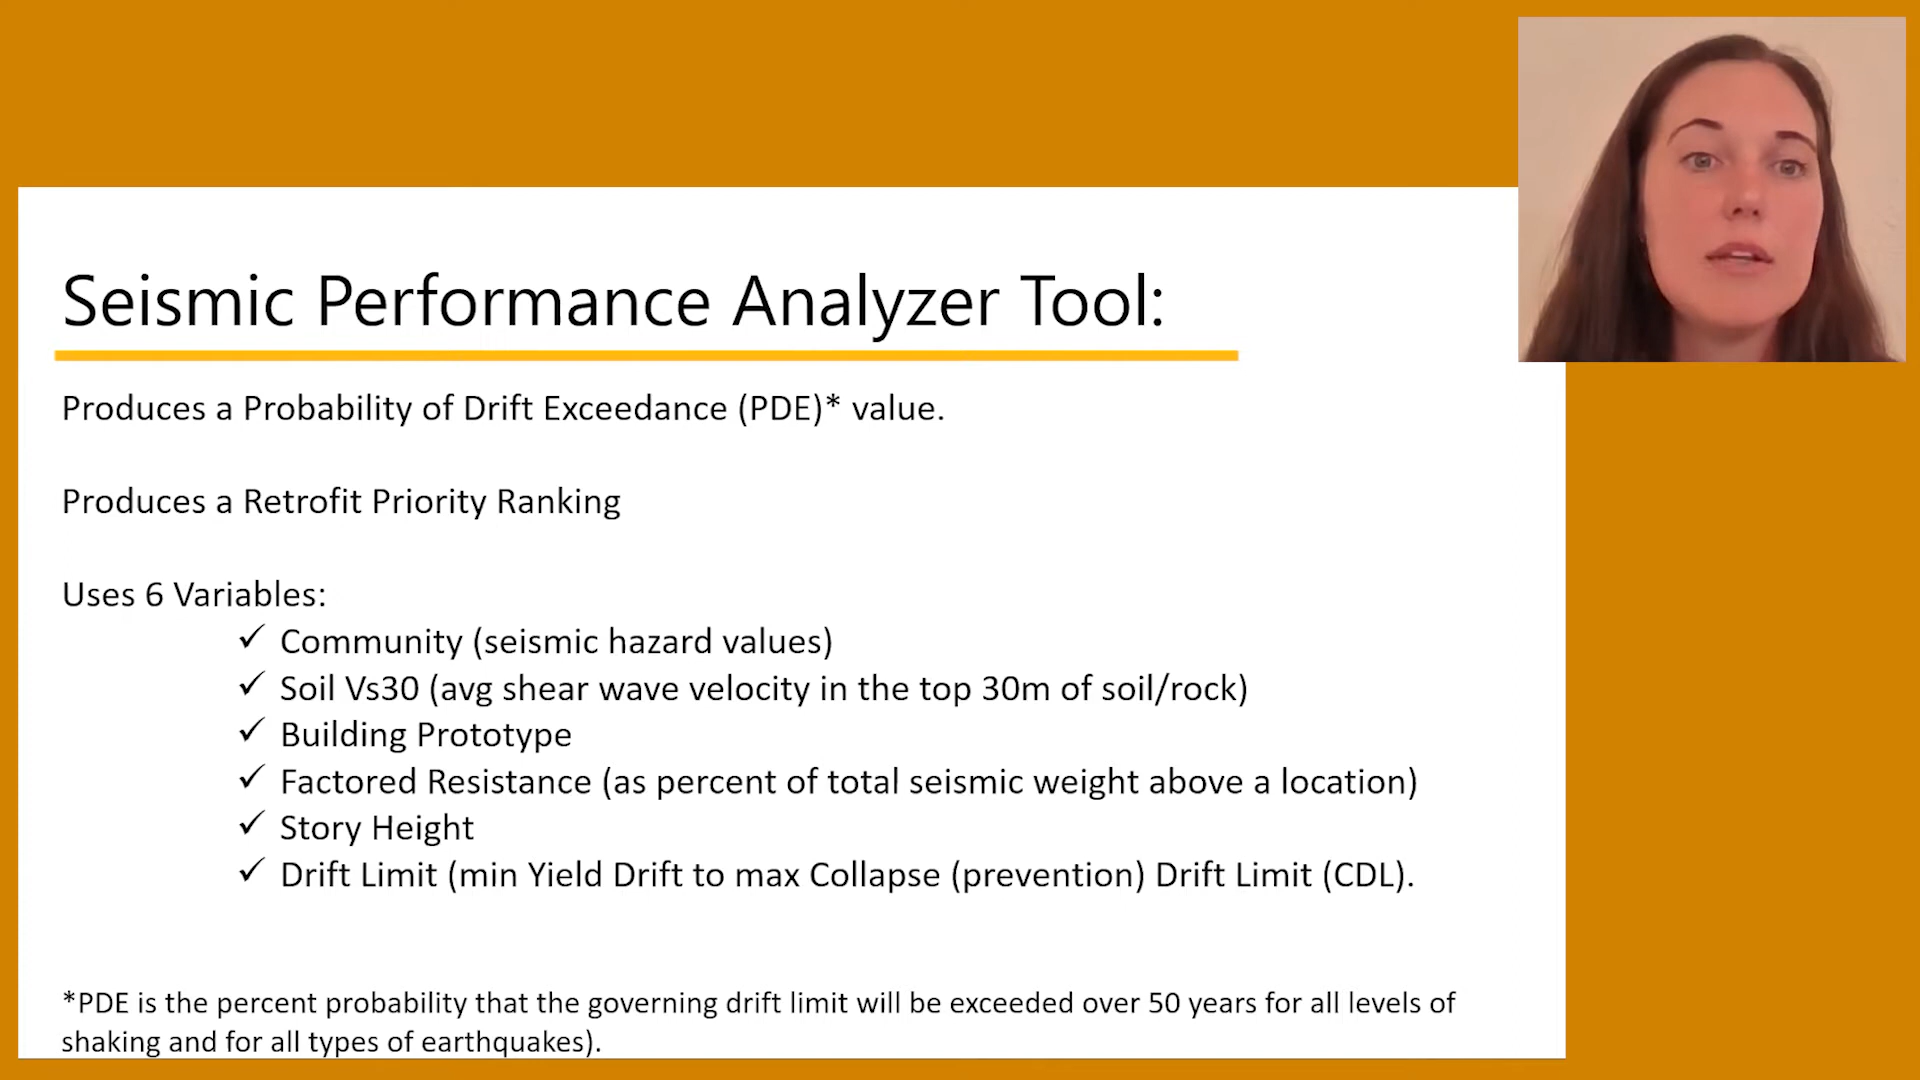 Seismic Performance Analyzer Tool:
Produces a Probability of Drift Exceedance (PDE)* value.
Produces a Retrofit Priority Ranking
Uses 6 Variables:
✓ Community (seismic hazard values)
✓ Soil Vs30 (avg shear wave velocity in the top 30m of soil/rock)
✓ Building Prototype
✓ Factored Resistance (as percent of total seismic weight above a location)
✓ Story Height
✓ Drift Limit (min Yield Drift to max Collapse (prevention) Drift Limit (CDL).
*PDE is the percent probability that the governing drift limit will be exceeded over 50 years for all levels of
shaking and for all types of earthquakes).